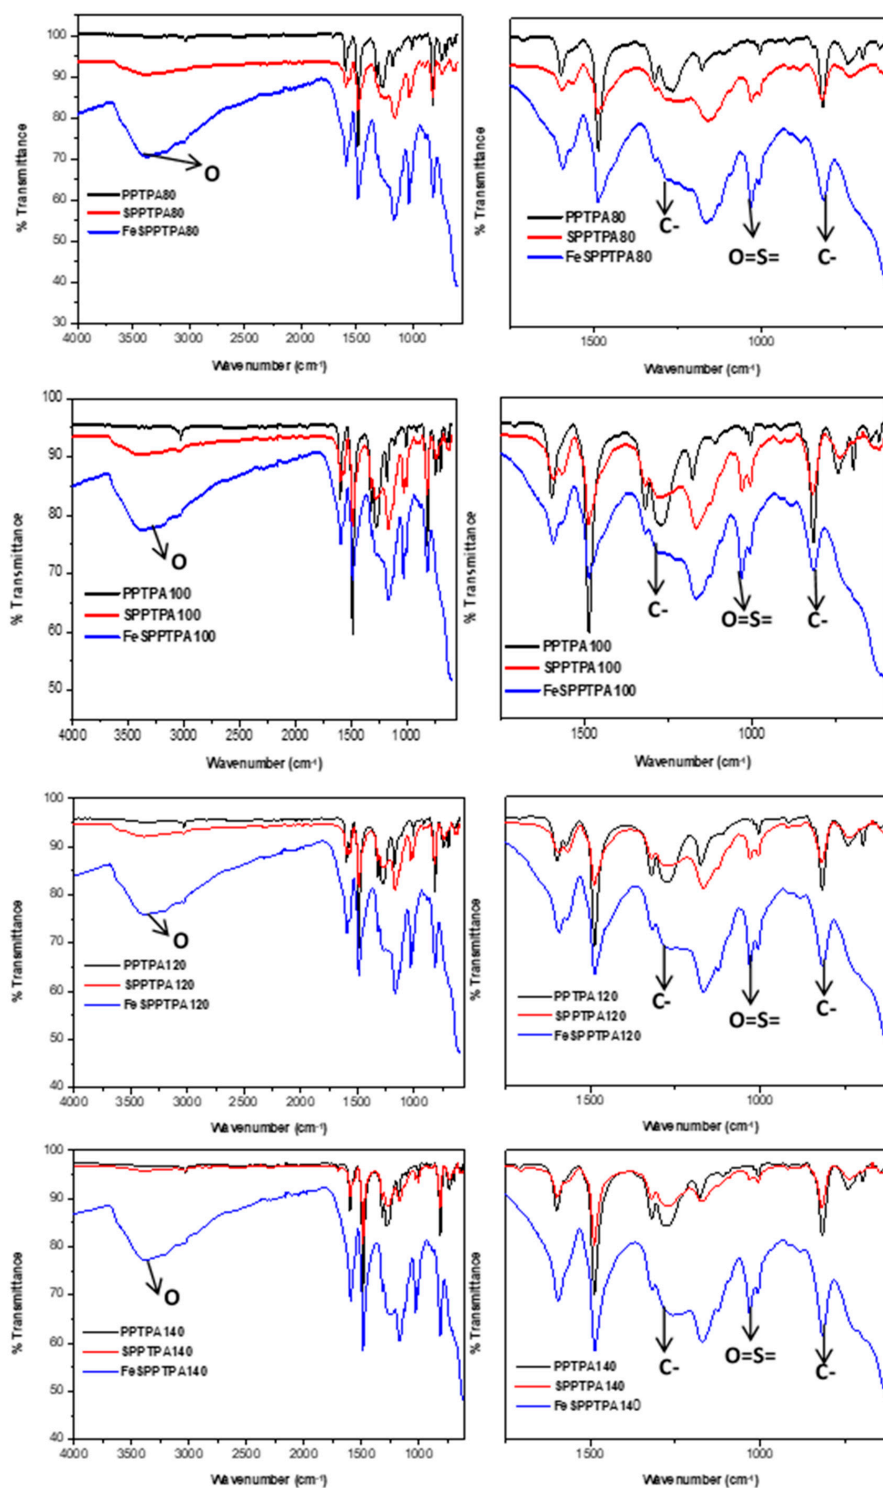 100
90
80
70
60
50
40
30
% Transmittance
O
PPTPA80
SPPTPA80
FeSPPTPA80
4000 3500 3000 2500 2000 1500 1000
Wavenumber (cm⁻¹)
% Transmittance
C-
O=S=
C-
PPTPA80
SPPTPA80
FeSPPTPA80
1500 1000
Wavenumber (cm⁻¹)
100
90
80
70
60
50
% Transmittance
O
PPTPA100
SPPTPA100
FeSPPTPA100
4000 3500 3000 2500 2000 1500 1000
Wavenumber (cm⁻¹)
% Transmittance
C-
O=S=
C-
PPTPA100
SPPTPA100
FeSPPTPA100
1500 1000
Wavenumber (cm⁻¹)
100
90
80
70
60
50
40
% Transmittance
O
PPTPA120
SPPTPA120
FeSPPTPA120
4000 3500 3000 2500 2000 1500 1000
Wavenumber (cm⁻¹)
% Transmittance
C-
O=S=
C-
PPTPA120
SPPTPA120
FeSPPTPA120
1500 1000
Wavenumber (cm⁻¹)
100
90
80
70
60
50
40
% Transmittance
O
PPTPA140
SPPTPA140
FeSPPTPA140
4000 3500 3000 2500 2000 1500 1000
Wavenumber (cm⁻¹)
% Transmittance
C-
O=S=
C-
PPTPA140
SPPTPA140
FeSPPTPA140
1500 1000
Wavenumber (cm⁻¹)